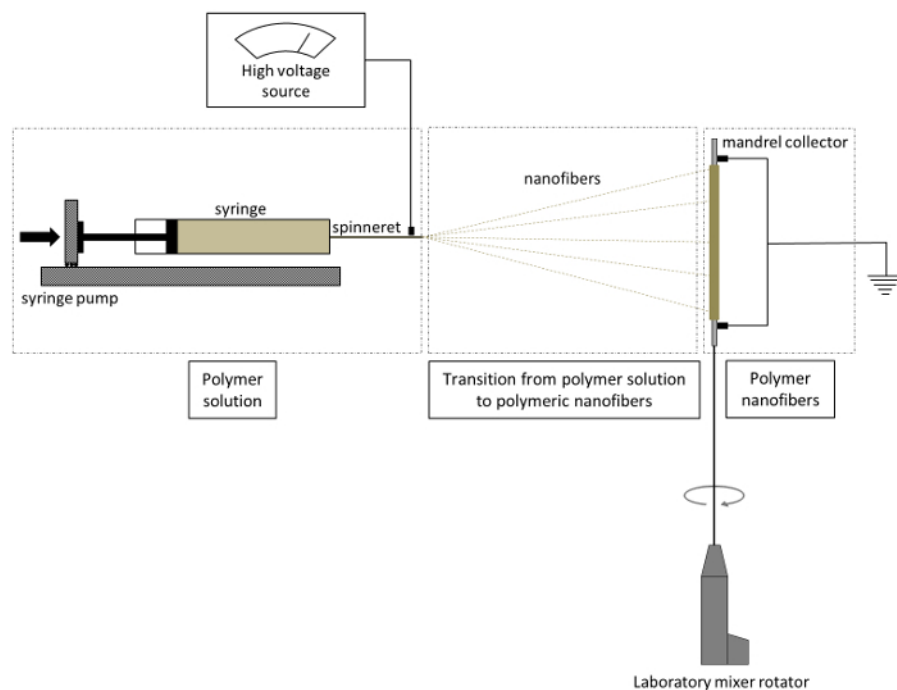 High voltage
source
mandrel collector
nanofibers
syringe
spinneret
syringe pump
Polymer
solution
Transition from polymer solution
to polymeric nanofibers
Polymer
nanofibers
Laboratory mixer rotator